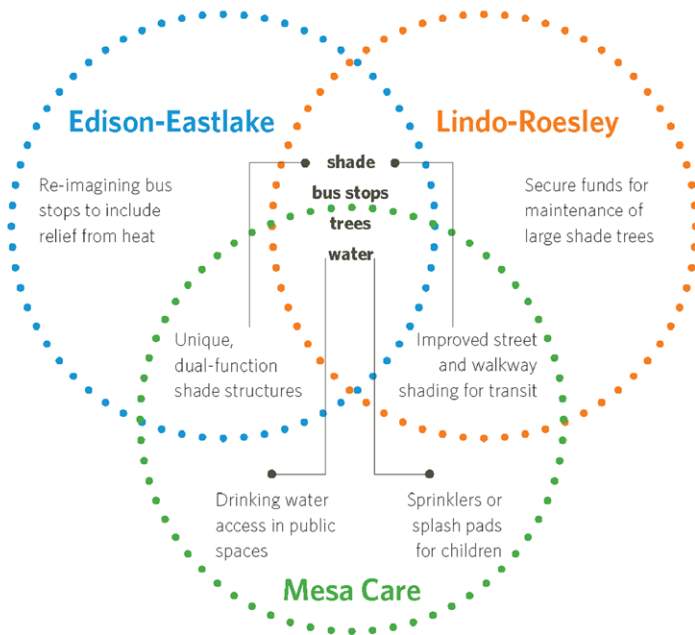 Edison-Eastlake
Lindo-Roesley
shade
bus stops
trees
water
Re-imagining bus
stops to include
relief from heat
Secure funds for
maintenance of
large shade trees
Unique,
dual-function
shade structures
Improved street
and walkway
shading for transit
Drinking water
access in public
spaces
Sprinklers or
splash pads
for children
Mesa Care